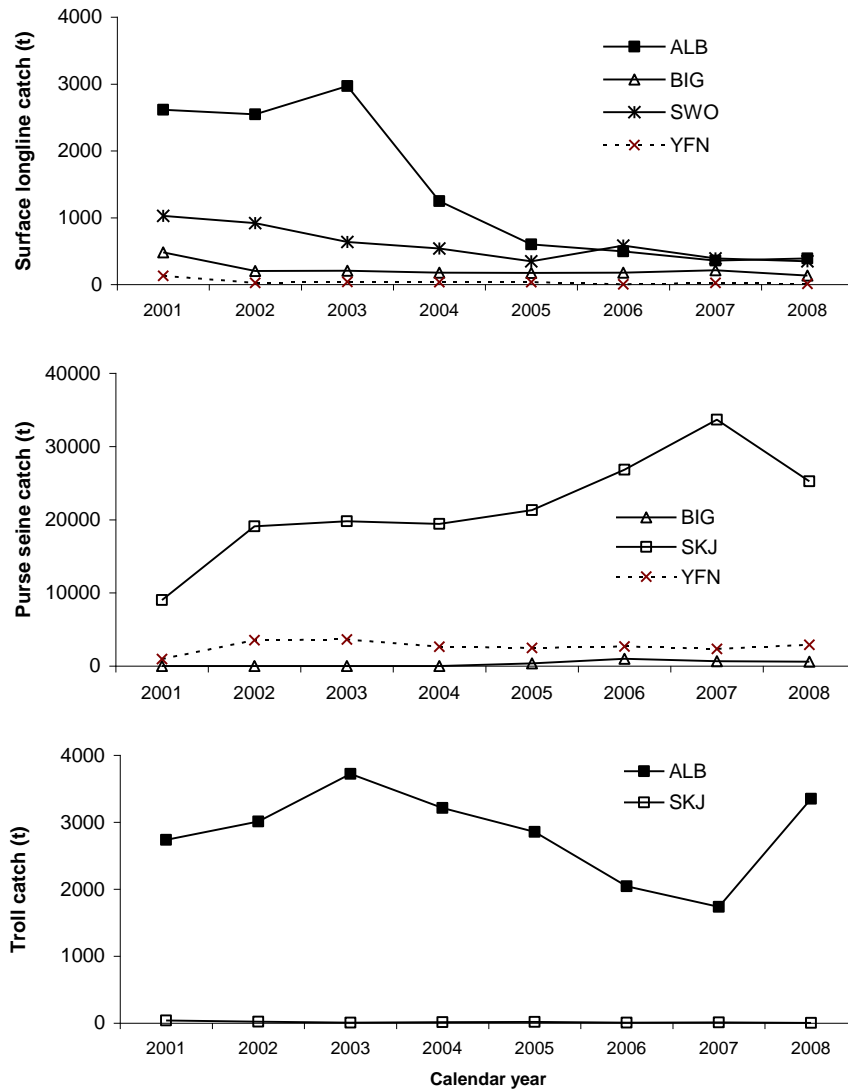 Surface longline catch (t)
4000
3000
2000
1000
0
ALB
BIG
SWO
YFN
2001 2002 2003 2004 2005 2006 2007 2008
Purse seine catch (t)
40000
30000
20000
10000
0
BIG
SKJ
YFN
2001 2002 2003 2004 2005 2006 2007 2008
Troll catch (t)
4000
3000
2000
1000
0
ALB
SKJ
2001 2002 2003 2004 2005 2006 2007 2008
Calendar year